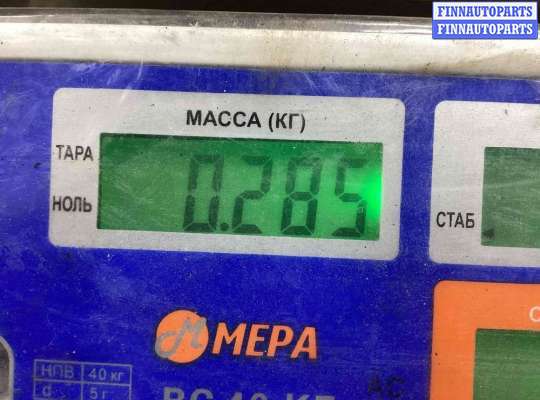 FINNAUTOPARTS
FINNAUTOPARTS
МАССА (КГ)
ТАРА
0.285
НОЛЬ
СТАБ
МЕРА
НПВ 40 кг
d 5 г